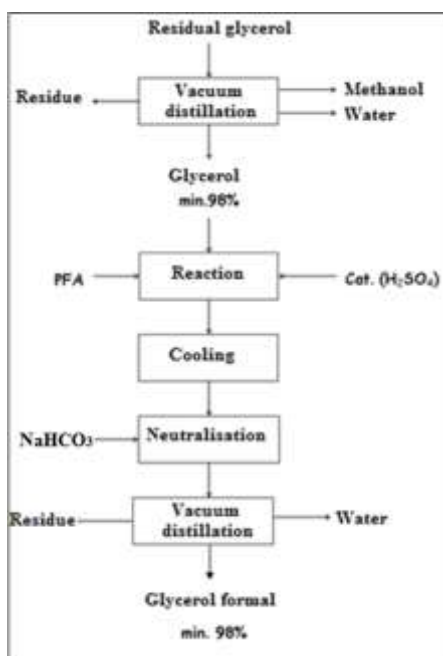 Residual glycerol
Residue
Vacuum
distillation
Methanol
Water
Glycerol
min.98%
PFA
Reaction
Cat. (H₂SO₄)
Cooling
NaHCO₃
Neutralisation
Residue
Vacuum
distillation
Water
Glycerol formal
min. 98%